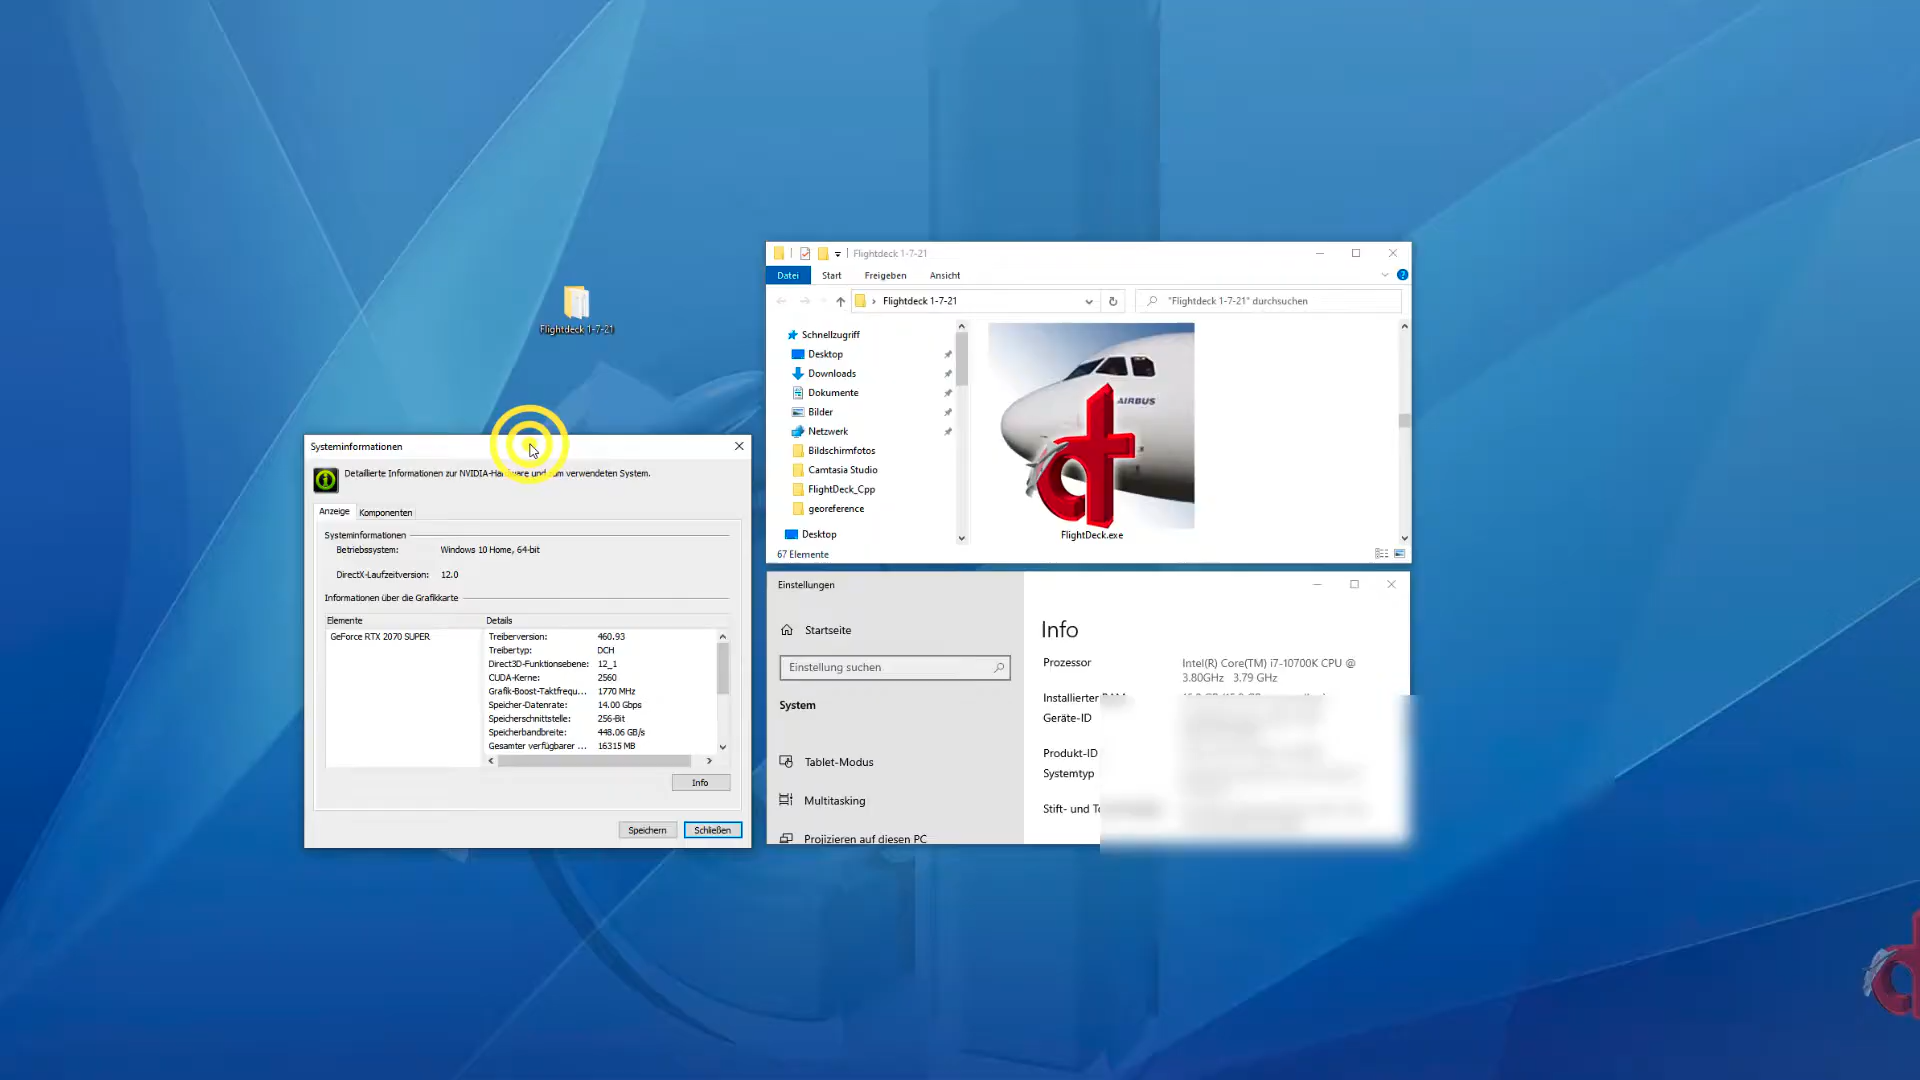 Flightdeck 1-7-21
Systeminformationen
Detaillierte Informationen zur NVIDIA-Hardware und zum verwendeten System.
Anzeige
Komponenten
Systeminformationen
Betriebssystem: Windows 10 Home, 64-bit
DirectX-Laufzeitversion: 12.0
Informationen über die Grafikkarte
Elemente
Details
GeForce RTX 2070 SUPER
Treiberversion: 460.93
Treibertyp: DCH
Direct3D-Funktionsebene: 12_1
CUDA-Kerne: 2560
Grafik-Boost-Taktfrequ... 1770 MHz
Speicher-Datenrate: 14.00 Gbps
Speicherschnittstelle: 256-Bit
Speicherbandbreite: 448.06 GB/s
Gesamter verfügbarer ... 16315 MB
Info
Speichern
Schließen
Flightdeck 1-7-21
Datei
Start
Freigeben
Ansicht
Flightdeck 1-7-21
"Flightdeck 1-7-21" durchsuchen
Schnellzugriff
Desktop
Downloads
Dokumente
Bilder
Netzwerk
Bildschirmfotos
Camtasia Studio
FlightDeck_Cpp
georeference
Desktop
AIRBUS
FlightDeck.exe
67 Elemente
Einstellungen
Startseite
Einstellung suchen
System
Tablet-Modus
Multitasking
Projizieren auf diesen PC
Info
Prozessor
Intel(R) Core(TM) i7-10700K CPU @
3.80GHz 3.79 GHz
Installierter RAM
Geräte-ID
Produkt-ID
Systemtyp
Stift- und